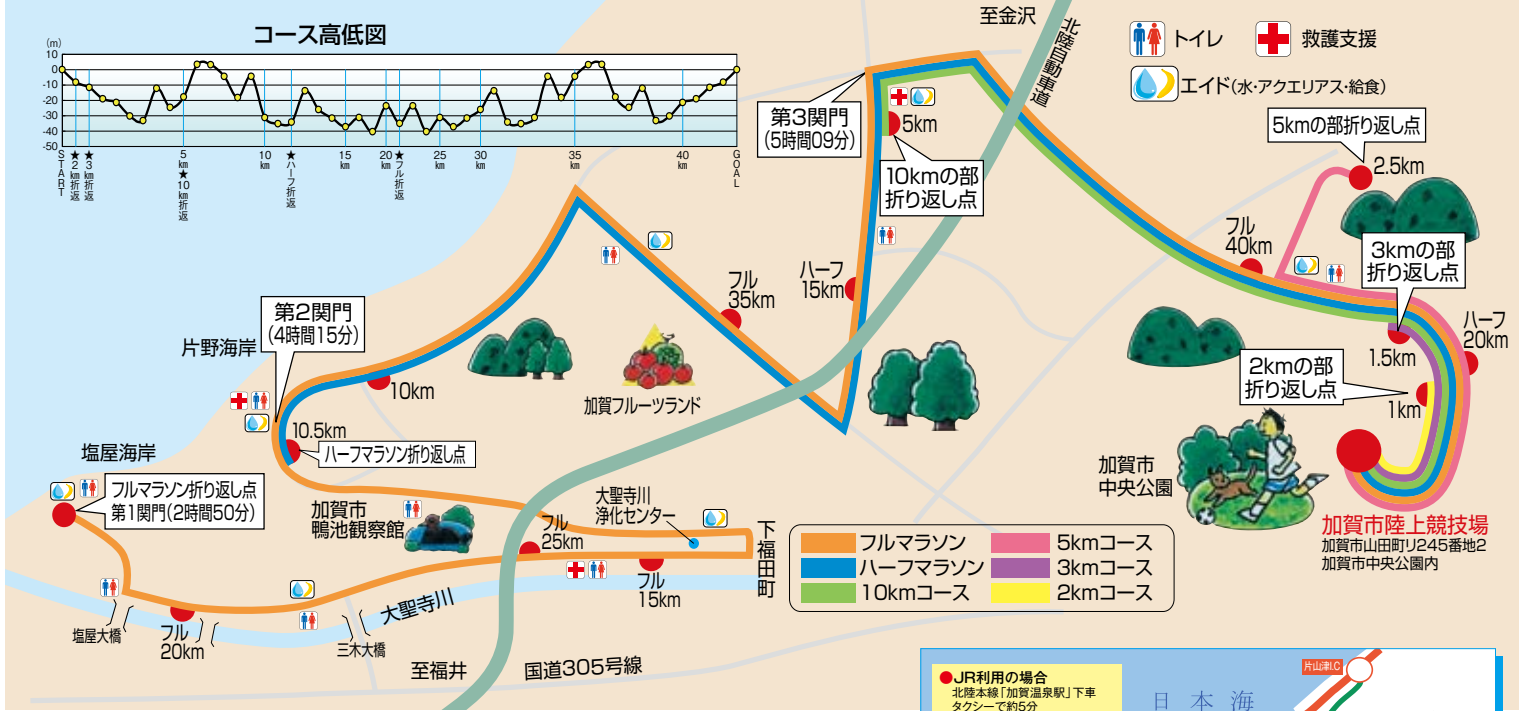 コース高低図
(m)
10
0
-10
-20
-30
-40
-50
START
★2km折返
★3km折返
5km★10km折返
10km
★ハーフ折返
15km
20km
★フル折返
25km
30km
35km
40km
GOAL
至金沢
北陸自動車道
トイレ
救護支援
エイド(水・アクエリアス・給食)
第3関門
(5時間09分)
5km
10kmの部
折り返し点
5kmの部折り返し点
2.5km
フル
40km
3kmの部
折り返し点
1.5km
ハーフ
20km
2kmの部
折り返し点
1km
ハーフ
15km
フル
35km
第2関門
(4時間15分)
片野海岸
10km
加賀フルーツランド
10.5km
ハーフマラソン折り返し点
塩屋海岸
フルマラソン折り返し点
第1関門(2時間50分)
加賀市
鴨池観察館
大聖寺川
浄化センター
フル
25km
下福田町
フル
15km
加賀市
中央公園
加賀市陸上競技場
加賀市山田町リ245番地2
加賀市中央公園内
フルマラソン
ハーフマラソン
10kmコース
5kmコース
3kmコース
2kmコース
塩屋大橋
フル
20km
三木大橋
大聖寺川
至福井
国道305号線
●JR利用の場合
北陸本線「加賀温泉駅」下車
タクシーで約5分
日本海
片山津I.C